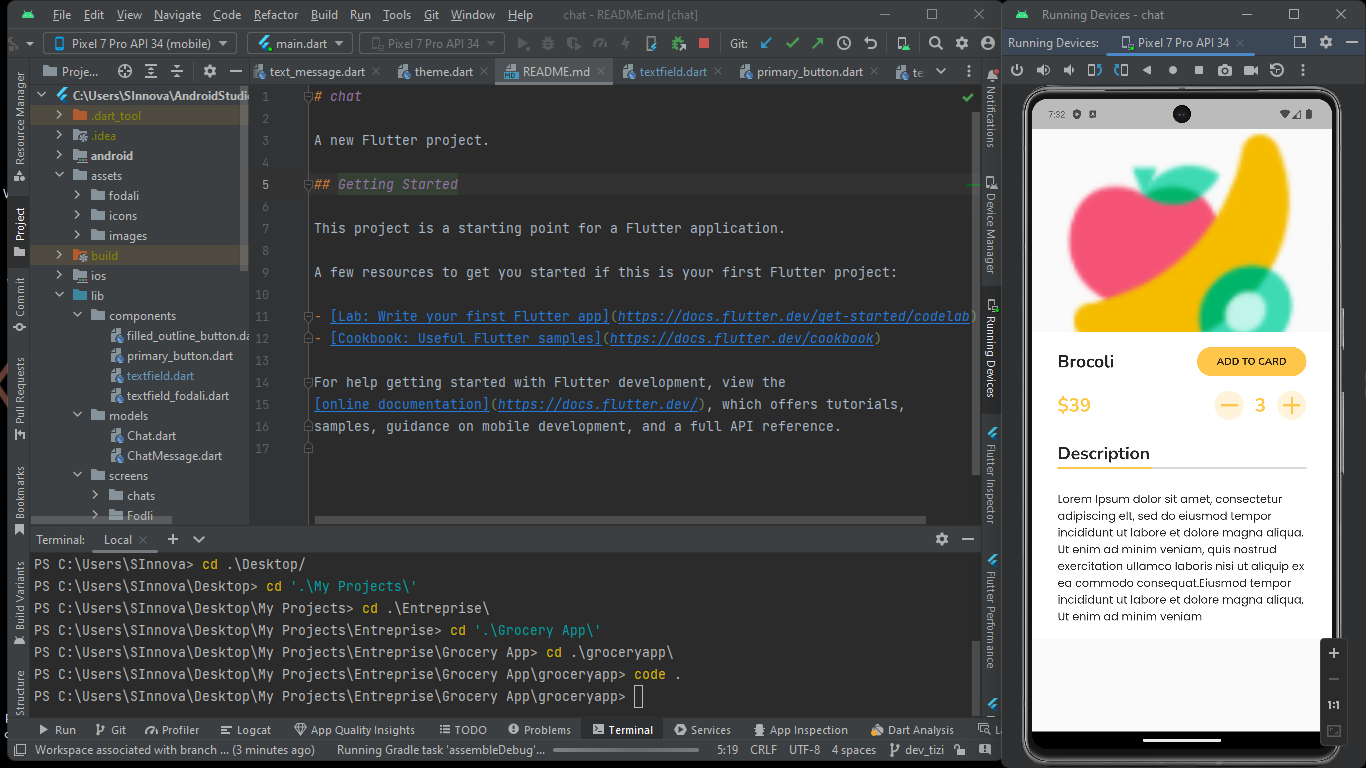 File Edit View Navigate Code Refactor Build Run Tools Git Window Help chat - README.md [chat]
Running Devices - chat
Pixel 7 Pro API 34 (mobile) main.dart Pixel 7 Pro API 34 Git:
Running Devices: Pixel 7 Pro API 34
Proje...
text_message.dart theme.dart README.md textfield.dart primary_button.dart te
Resource Manager
Project
Commit
Pull Requests
Bookmarks
Build Variants
Structure
C:\Users\SInnova\AndroidStudio
.dart_tool
.idea
android
assets
fodali
icons
images
build
ios
lib
components
filled_outline_button.da
primary_button.dart
textfield.dart
textfield_fodali.dart
models
Chat.dart
ChatMessage.dart
screens
chats
Fodli
1 # chat
2
3 A new Flutter project.
4
5 ## Getting Started
6
7 This project is a starting point for a Flutter application.
8
9 A few resources to get you started if this is your first Flutter project:
10
11 - [Lab: Write your first Flutter app](https://docs.flutter.dev/get-started/codelab)
12 - [Cookbook: Useful Flutter samples](https://docs.flutter.dev/cookbook)
13
14 For help getting started with Flutter development, view the
15 [online documentation](https://docs.flutter.dev/), which offers tutorials,
16 samples, guidance on mobile development, and a full API reference.
17
Notifications
Device Manager
Running Devices
Flutter Inspector
Flutter Performance
7:32
Brocoli
ADD TO CARD
$39
3
Description
Lorem Ipsum dolor sit amet, consectetur
adipiscing elt, sed do eiusmod tempor
incididunt ut labore et dolore magna aliqua.
Ut enim ad minim veniam, quis nostrud
exercitation ullamco laboris nisi ut aliquip ex
ea commodo consequat.Eiusmod tempor
incididunt ut labore et dolore magna aliqua.
Ut enim ad minim veniam
1:1
Terminal: Local
PS C:\Users\SInnova> cd .\Desktop/
PS C:\Users\SInnova\Desktop> cd '.\My Projects\'
PS C:\Users\SInnova\Desktop\My Projects> cd .\Entreprise\
PS C:\Users\SInnova\Desktop\My Projects\Entreprise> cd '.\Grocery App\'
PS C:\Users\SInnova\Desktop\My Projects\Entreprise\Grocery App> cd .\groceryapp\
PS C:\Users\SInnova\Desktop\My Projects\Entreprise\Grocery App\groceryapp> code .
PS C:\Users\SInnova\Desktop\My Projects\Entreprise\Grocery App\groceryapp>
Run Git Profiler Logcat App Quality Insights TODO Problems Terminal Services App Inspection Dart Analysis La
Workspace associated with branch ... (3 minutes ago) Running Gradle task 'assembleDebug'... 5:19 CRLF UTF-8 4 spaces dev_tizi